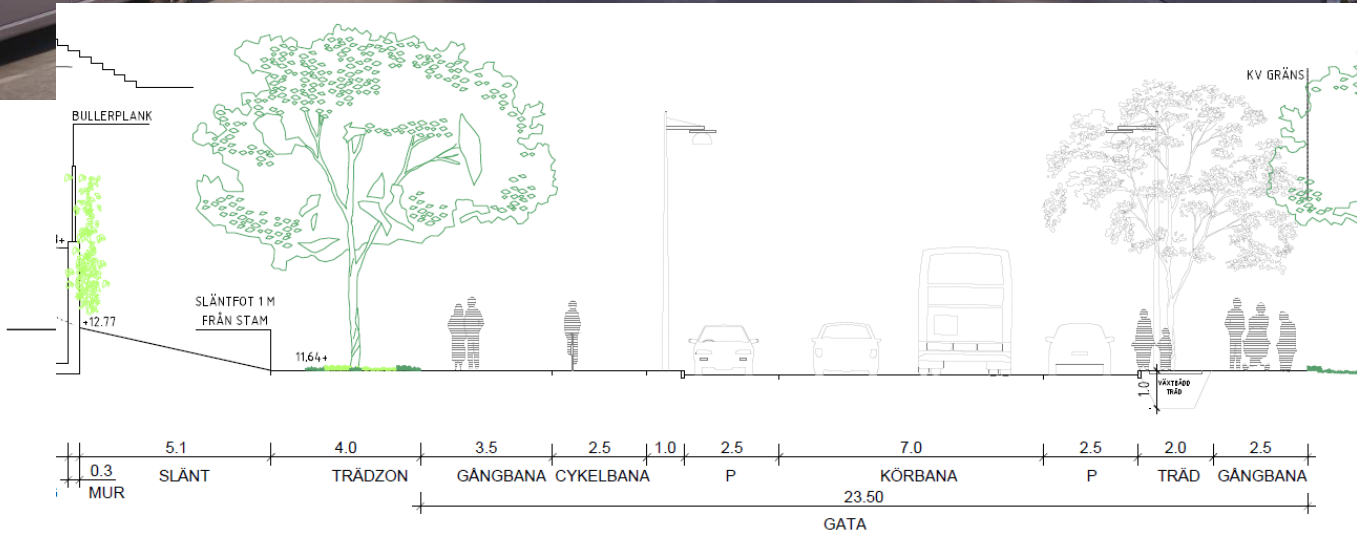 KV GRÄNS
BULLERPLANK
SLÄNTFOT 1 M
FRÅN STAM
+12.77
11,64+
1.0
VÄXTBÄDD
TRÄD
5.1 4.0 3.5 2.5 1.0 2.5 7.0 2.5 2.0 2.5
0.3 SLÄNT TRÄDZON GÅNGBANA CYKELBANA P KÖRBANA P TRÄD GÅNGBANA
MUR
23.50
GATA